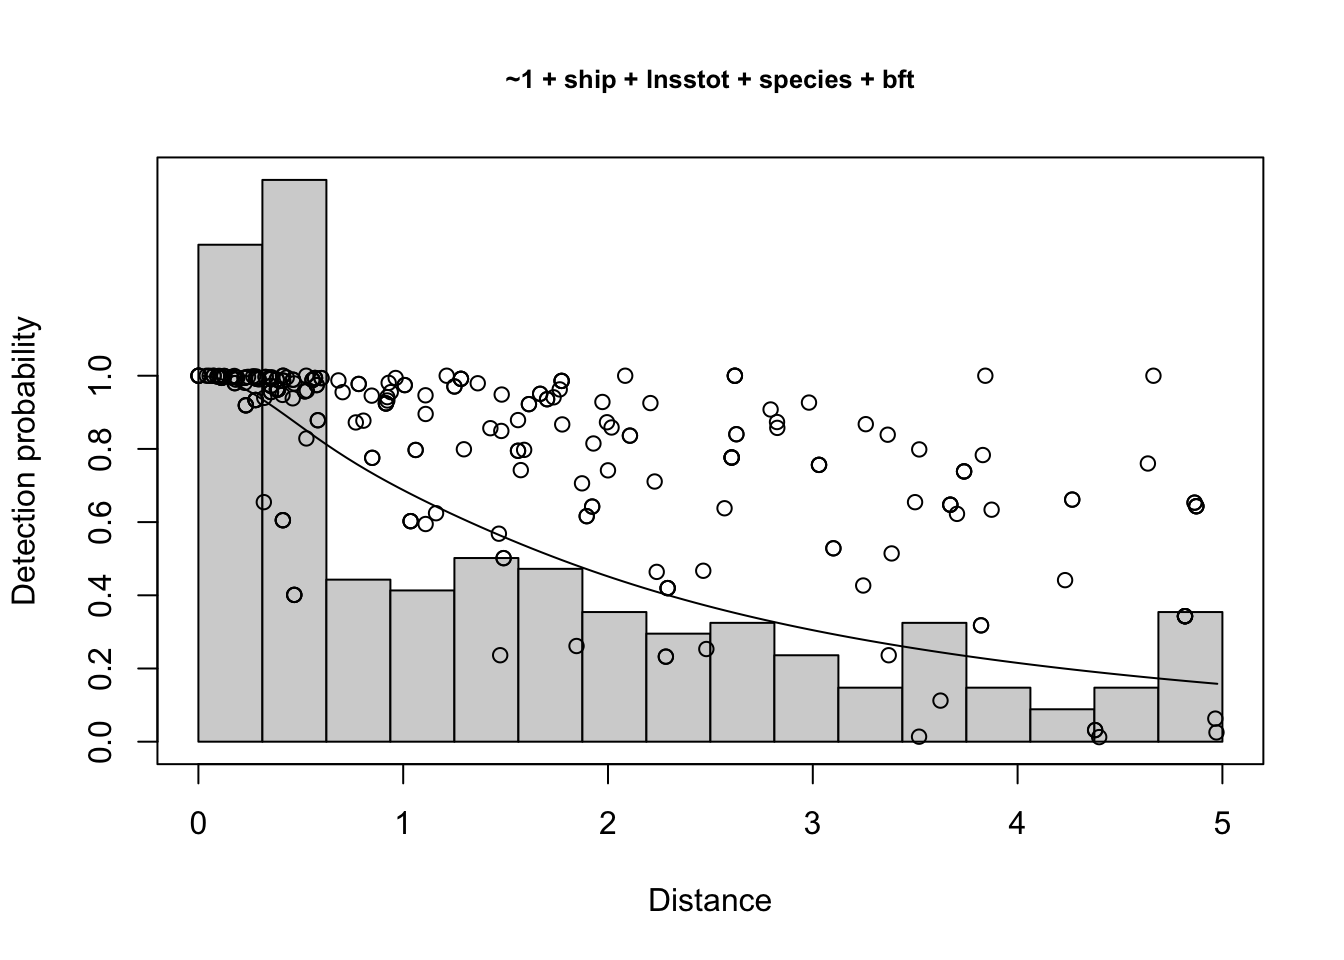 ~1 + ship + lnsstot + species + bft
Detection probability
1.0
0.8
0.6
0.4
0.2
0.0
0 1 2 3 4 5
Distance